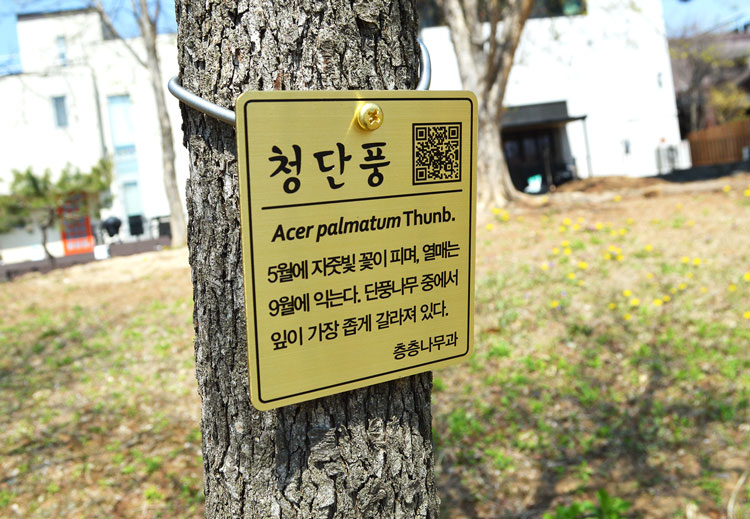 청단풍
Acer palmatum Thunb.
5월에 자줏빛 꽃이 피며, 열매는
9월에 익는다. 단풍나무 중에서
잎이 가장 좁게 갈라져 있다.
층층나무과